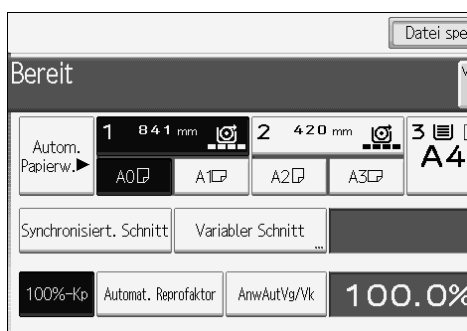 Datei spe
Bereit
Autom.
Papierw.▶
1 841 mm
2 420 mm
3
A4
A0
A1
A2
A3
Synchronisiert. Schnitt
Variabler Schnitt
...
100%-Kp
Automat. Reprofaktor
AnwAutVg/Vk
100.0%